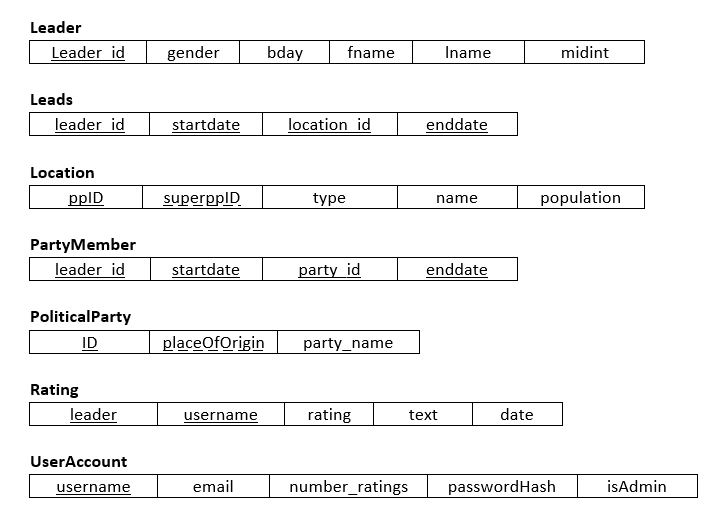 Leader
Leader_id gender bday fname lname midint
Leads
leader_id startdate location_id enddate
Location
ppID superppID type name population
PartyMember
leader_id startdate party_id enddate
PoliticalParty
ID placeOfOrigin party_name
Rating
leader username rating text date
UserAccount
username email number_ratings passwordHash isAdmin